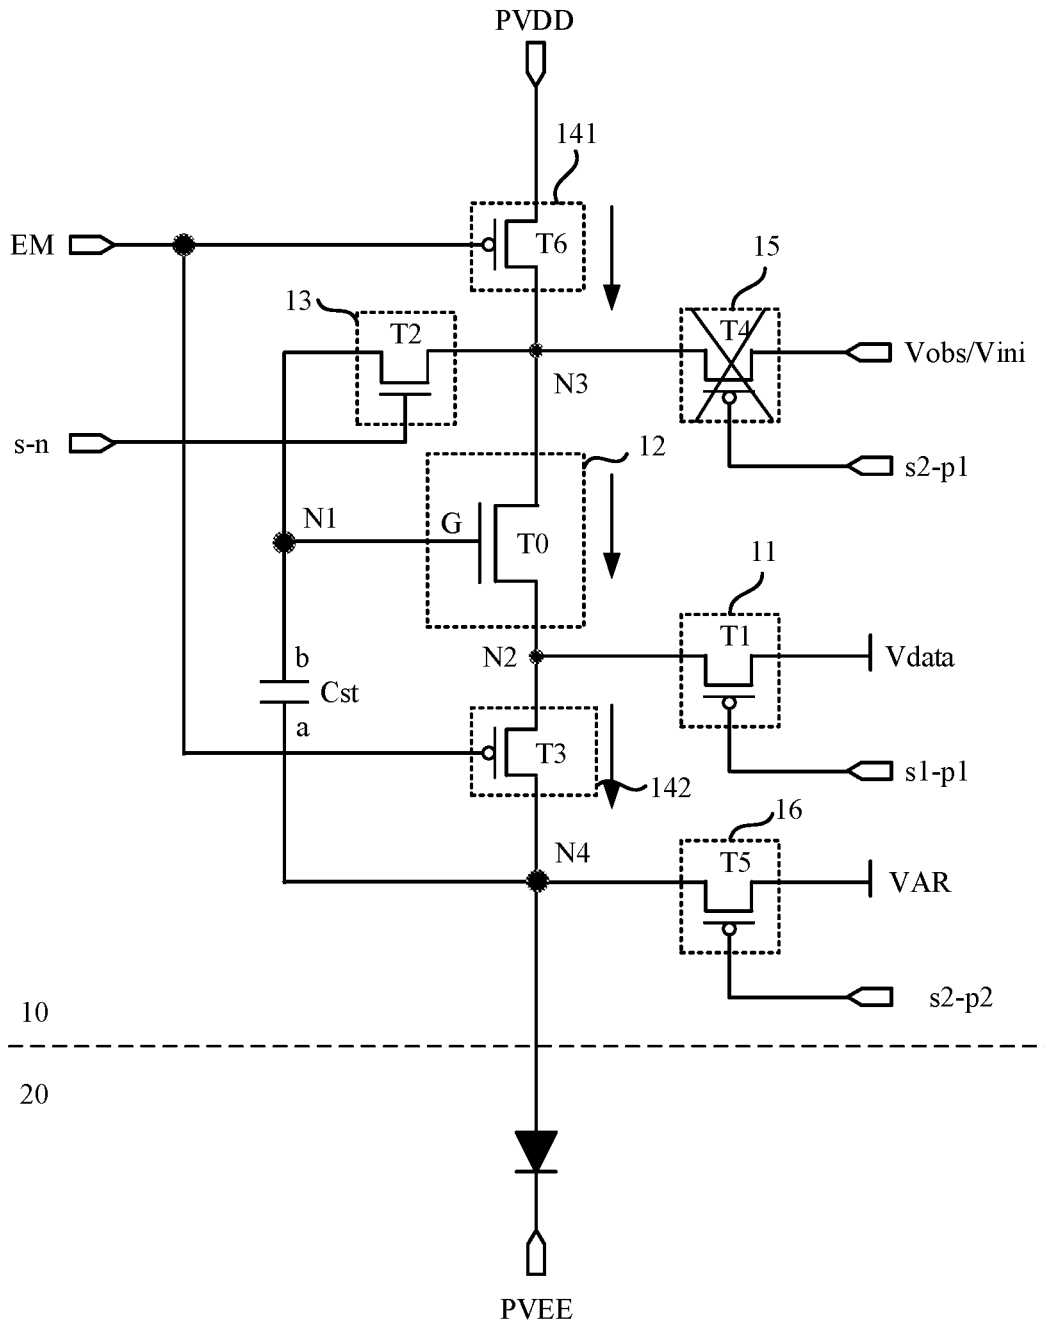 PVDD
141
EM
T6
15
13
T2
T4
Vobs/Vini
N3
s-n
12
s2-p1
N1
G
T0
11
T1
N2
Vdata
b
Cst
a
T3
142
s1-p1
16
N4
T5
VAR
s2-p2
10
20
PVEE